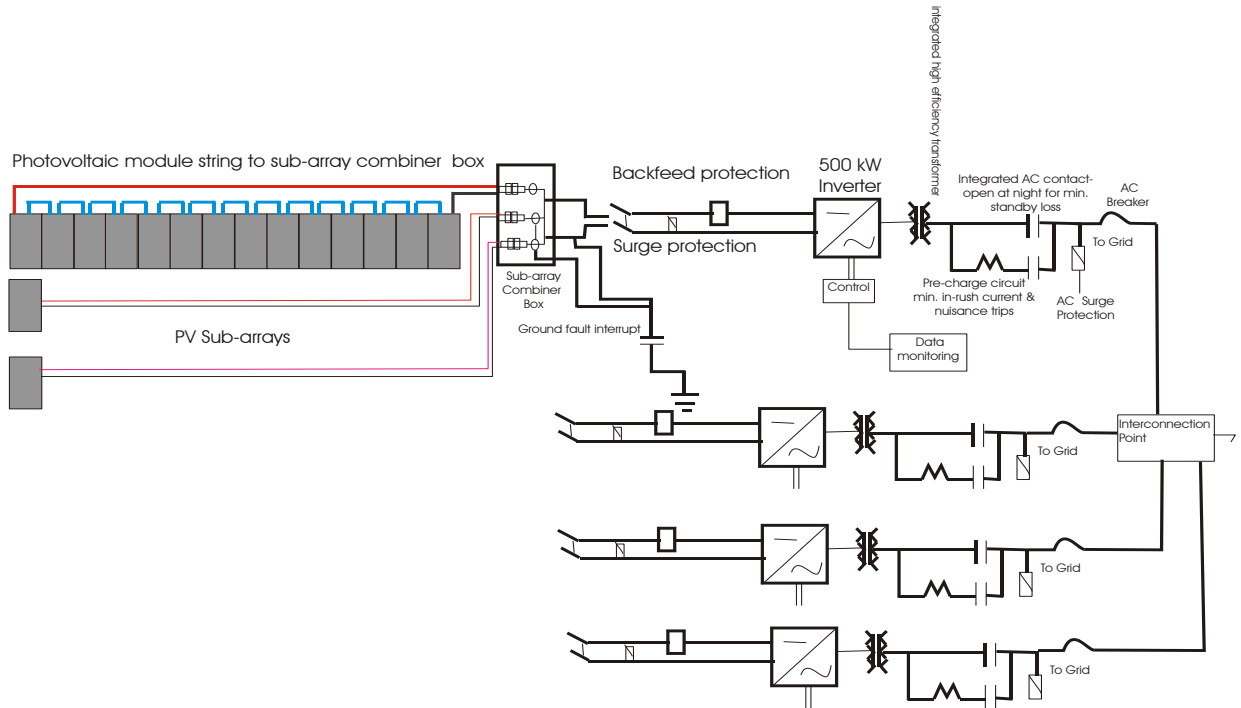 integrated high efficiency transformer
Photovoltaic module string to sub-array combiner box
Backfeed protection
500 kW
Inverter
Integrated AC contact-
open at night for min.
standby loss
AC
Breaker
Surge protection
To Grid
Sub-array
Combiner
Box
Control
Pre-charge circuit
min. in-rush current &
nuisance trips
AC Surge
Protection
PV Sub-arrays
Ground fault interrupt
Data
monitoring
Interconnection
Point
To Grid
To Grid
To Grid